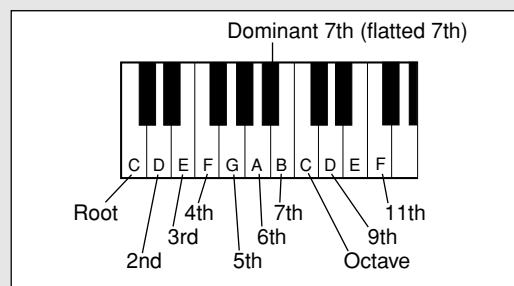 Dominant 7th (flatted 7th)
C D E F G A B C D E F
Root 4th 7th 11th
3rd 6th 9th
2nd 5th Octave